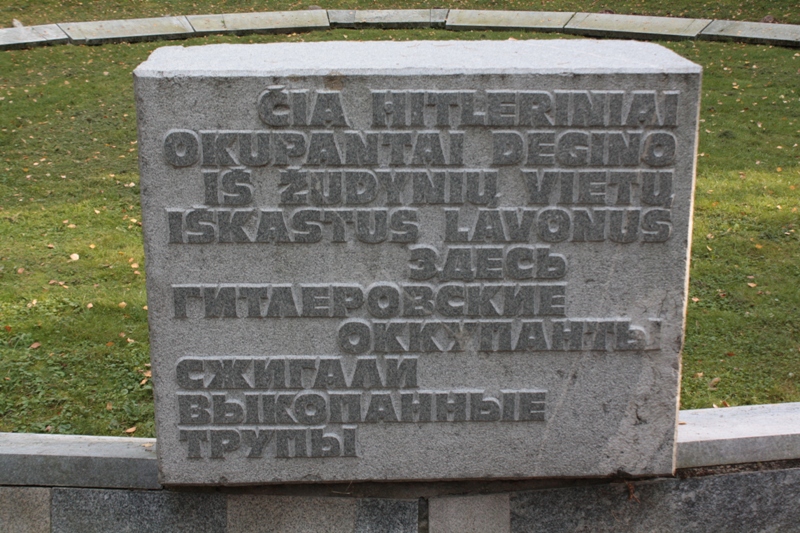 ČIA HITLERINIAI
OKUPANTAI DEGINO
IŠ ŽUDYNIŲ VIETŲ
IŠKASTUS LAVONUS
ЗДЕСЬ
ГИТЛЕРОВСКИЕ
ОККУПАНТЫ
СЖИГАЛИ
ВЫКОПАННЫЕ
ТРУПЫ